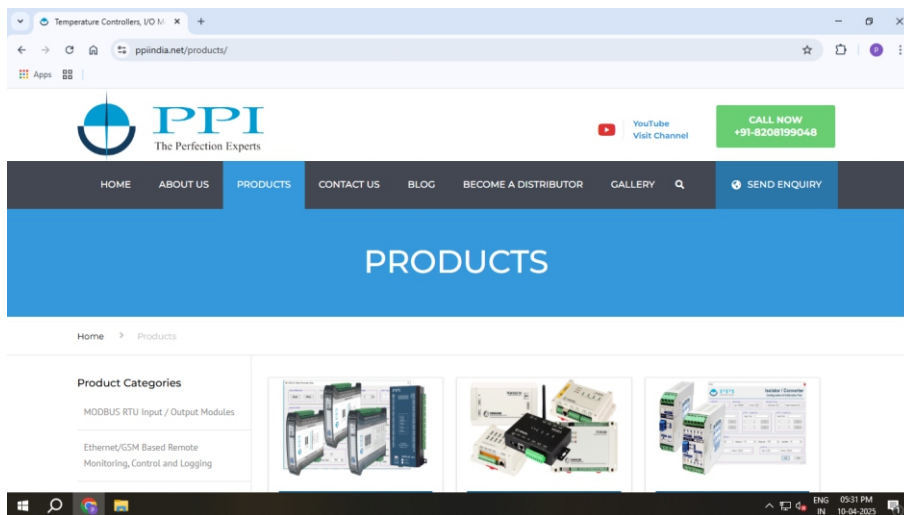 Temperature Controllers, I/O M
ppiindia.net/products/
Apps
PPI
The Perfection Experts
YouTube
Visit Channel
CALL NOW
+91-8208199048
HOME ABOUT US PRODUCTS CONTACT US BLOG BECOME A DISTRIBUTOR GALLERY SEND ENQUIRY
PRODUCTS
Home > Products
Product Categories
MODBUS RTU Input / Output Modules
Ethernet/GSM Based Remote
Monitoring, Control and Logging
Isolator / Converter
ENG 05:31 PM
IN 10-04-2025